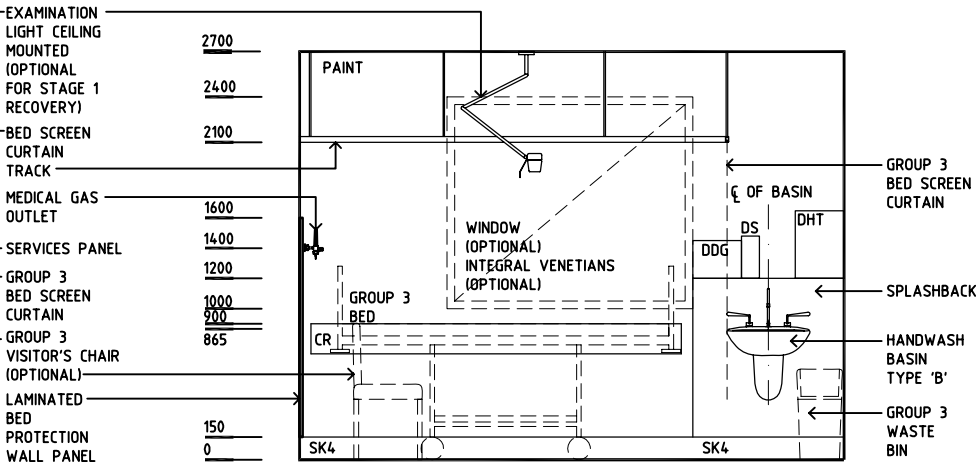 EXAMINATION
LIGHT CEILING
MOUNTED
(OPTIONAL
FOR STAGE 1
RECOVERY)
BED SCREEN
CURTAIN
TRACK
MEDICAL GAS
OUTLET
SERVICES PANEL
GROUP 3
BED SCREEN
CURTAIN
GROUP 3
VISITOR'S CHAIR
(OPTIONAL)
LAMINATED
BED
PROTECTION
WALL PANEL
2700
2400
2100
1600
1400
1200
1000
900
865
150
0
PAINT
WINDOW
(OPTIONAL)
INTEGRAL VENETIANS
(OPTIONAL)
GROUP 3
BED
CR
SK4
SK4
℄ OF BASIN
DS
DHT
DDG
GROUP 3
BED SCREEN
CURTAIN
SPLASHBACK
HANDWASH
BASIN
TYPE 'B'
GROUP 3
WASTE
BIN